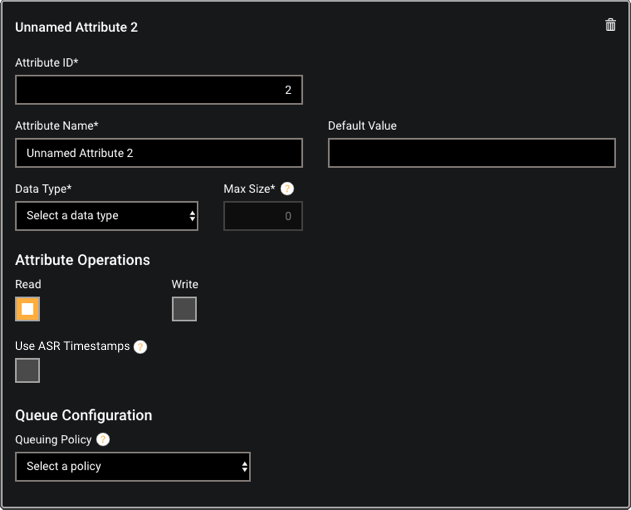 Unnamed Attribute 2
Attribute ID*
2
Attribute Name* Default Value
Unnamed Attribute 2
Data Type* Max Size* ?
Select a data type 0
Attribute Operations
Read Write
Use ASR Timestamps ?
Queue Configuration
Queuing Policy ?
Select a policy